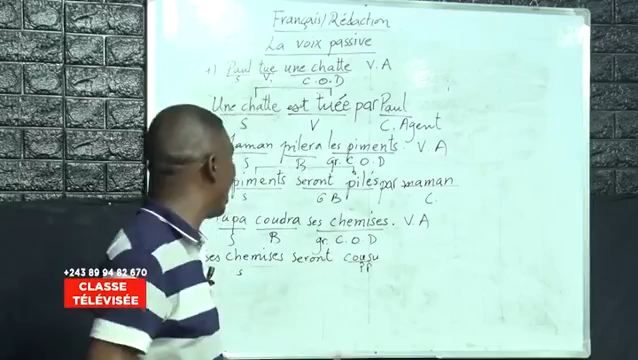 Français/Rédaction
La voix passive
1) Paul tue une chatte V.A
S V. C.O.D
Une chatte est tuée par Paul
S V C. Agent
Maman pilera les piments. V A
S gr. C.O.D
piments seront pilés par maman
S C.
Papa coudra ses chemises. V.A
S gr. C.O.D
ses chemises seront cousu
S PP
+243 89 94 82 670
CLASSE
TÉLÉVISÉE